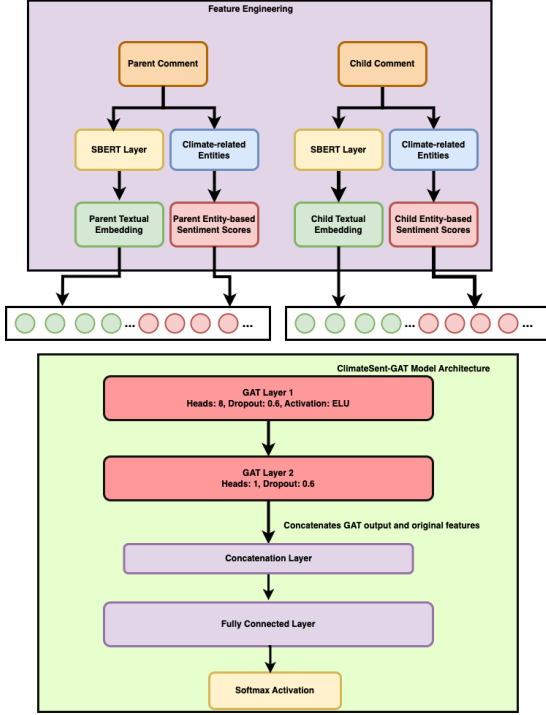 Feature Engineering
Parent Comment
Child Comment
SBERT Layer
Climate-related
Entities
SBERT Layer
Climate-related
Entities
Parent Textual
Embedding
Parent Entity-based
Sentiment Scores
Child Textual
Embedding
Child Entity-based
Sentiment Scores
... ...
... ...
ClimateSent-GAT Model Architecture
GAT Layer 1
Heads: 8, Dropout: 0.6, Activation: ELU
GAT Layer 2
Heads: 1, Dropout: 0.6
Concatenates GAT output and original features
Concatenation Layer
Fully Connected Layer
Softmax Activation